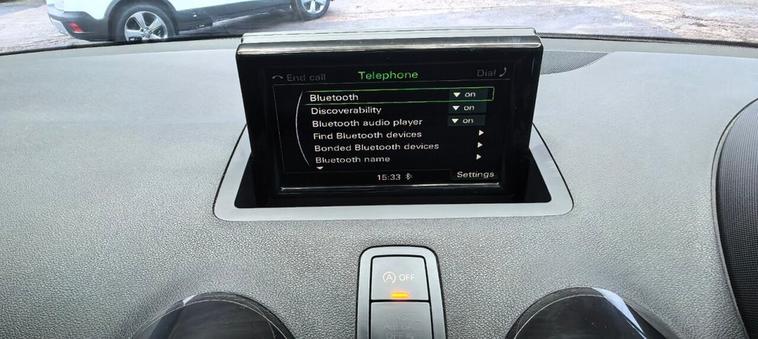 End call Telephone Dial
Bluetooth on
Discoverability on
Bluetooth audio player on
Find Bluetooth devices
Bonded Bluetooth devices
Bluetooth name
15:33 Settings
A OFF